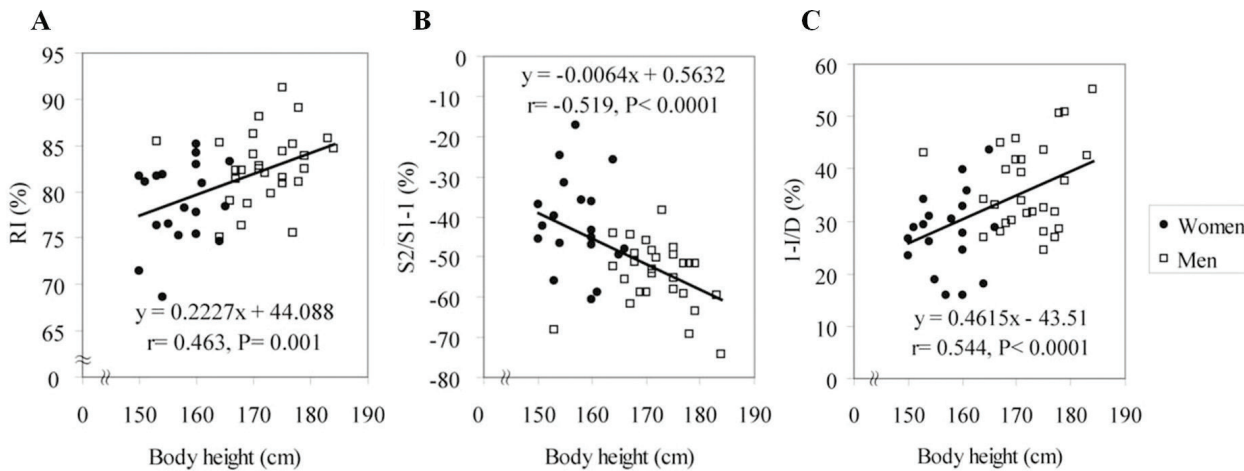 A
95
90
85
80
75
70
65
0
RI (%)
y = 0.2227x + 44.088
r= 0.463, P= 0.001
0 150 160 170 180 190
Body height (cm)
B
0
-10
-20
-30
-40
-50
-60
-70
-80
S2/S1-1 (%)
y = -0.0064x + 0.5632
r= -0.519, P< 0.0001
0 150 160 170 180 190
Body height (cm)
C
60
50
40
30
20
10
0
1-I/D (%)
y = 0.4615x - 43.51
r= 0.544, P< 0.0001
0 150 160 170 180 190
Body height (cm)
Women
Men